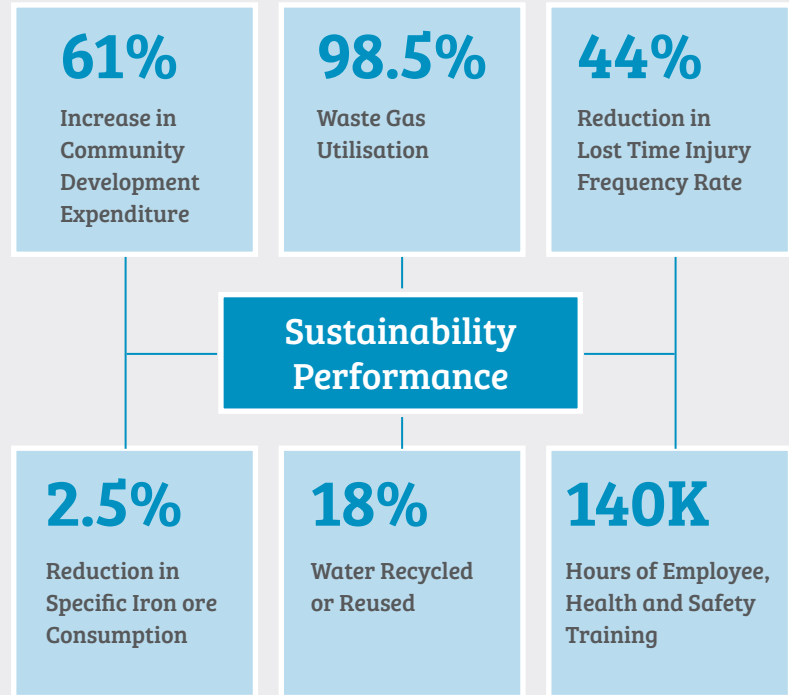 61%
Increase in
Community
Development
Expenditure
98.5%
Waste Gas
Utilisation
44%
Reduction in
Lost Time Injury
Frequency Rate
Sustainability
Performance
2.5%
Reduction in
Specific Iron ore
Consumption
18%
Water Recycled
or Reused
140K
Hours of Employee,
Health and Safety
Training